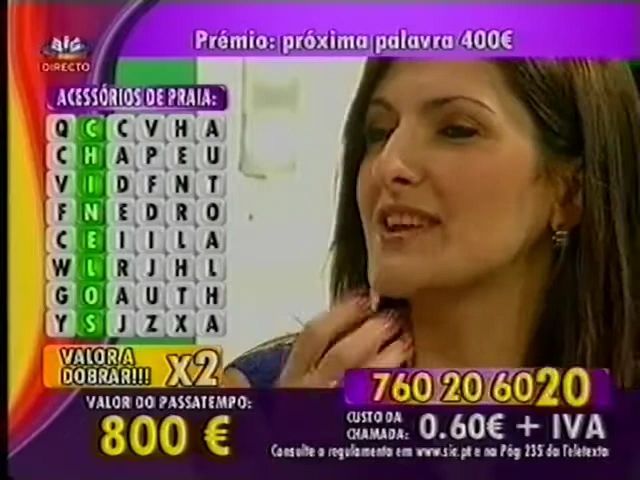 Prémio: próxima palavra 400€
SIC
DIRECTO
ACESSÓRIOS DE PRAIA:
Q C C V H A
C H A P E U
V I D F N T
F N E D R O
C E I I L A
W L R J H L
G O A U T H
Y S J Z X A
VALOR A
DOBRAR!!! X2
760 20 60 20
VALOR DO PASSATEMPO:
800 €
CUSTO DA
CHAMADA: 0.60€ + IVA
Consulte o regulamento em www.sic.pt e na Pág 235 da Teletexto